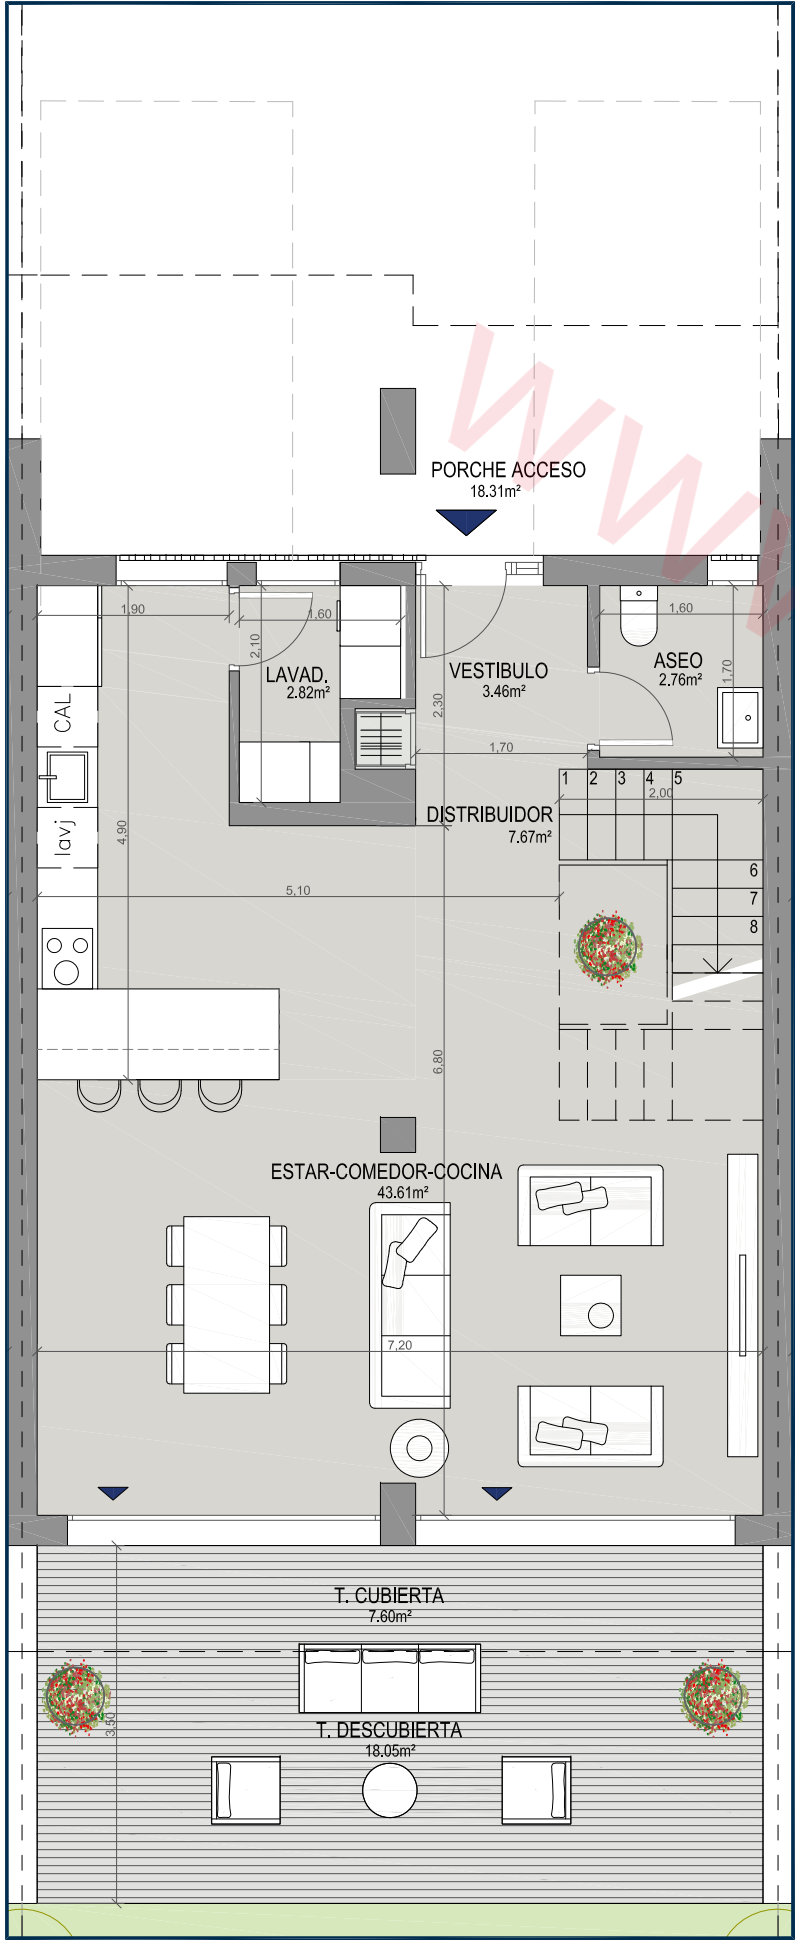 PORCHE ACCESO
18.31m²
WW
1,90
1,60
2,10
LAVAD.
2.82m²
VESTIBULO
3.46m²
2,30
1,60
ASEO
2.76m²
1,70
CAL
1,70
lavj
4,90
1 2 3 4 5
2,00
DISTRIBUIDOR
7.67m²
6
7
8
5,10
6,80
ESTAR-COMEDOR-COCINA
43.61m²
7,20
T. CUBIERTA
7.60m²
3,50
T. DESCUBIERTA
18.05m²